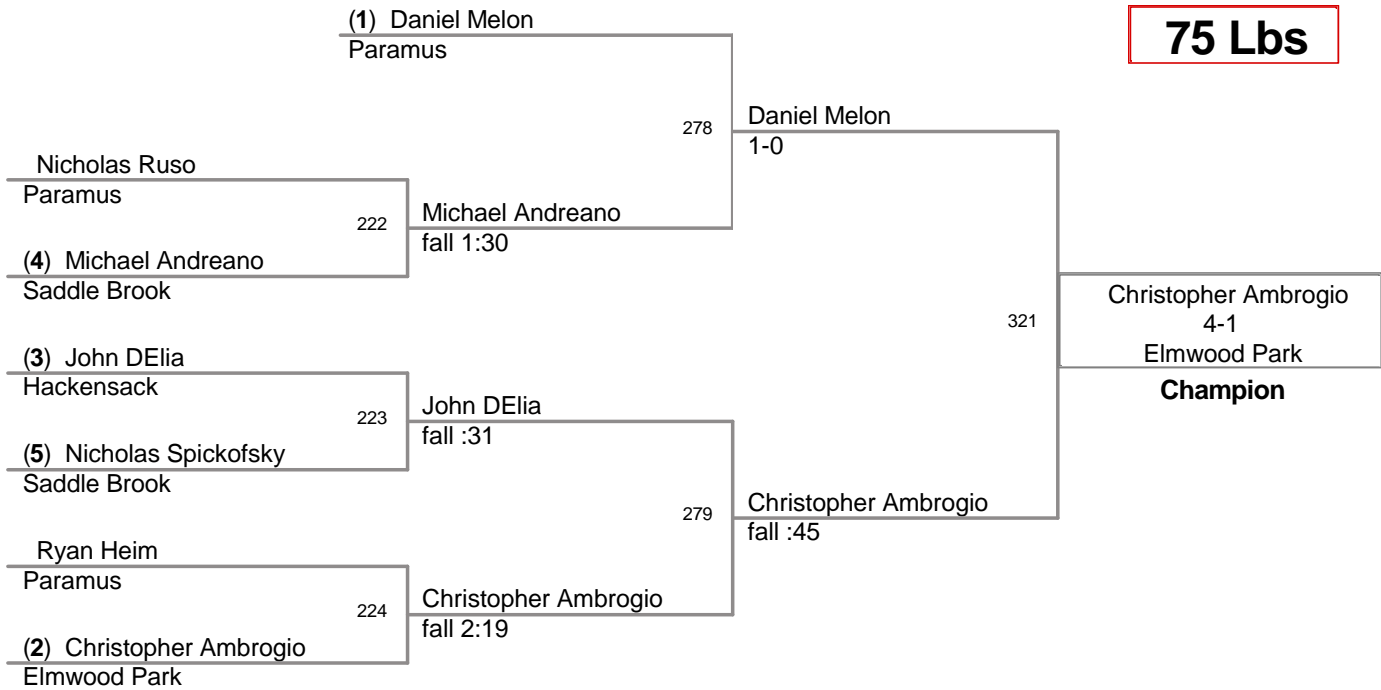 (1) Daniel Melon
Paramus
75 Lbs
278
Daniel Melon
1-0
Nicholas Ruso
Paramus
222
Michael Andreano
fall 1:30
(4) Michael Andreano
Saddle Brook
321
Christopher Ambrogio
4-1
Elmwood Park
Champion
(3) John DElia
Hackensack
223
John DElia
fall :31
(5) Nicholas Spickofsky
Saddle Brook
279
Christopher Ambrogio
fall :45
Ryan Heim
Paramus
224
Christopher Ambrogio
fall 2:19
(2) Christopher Ambrogio
Elmwood Park